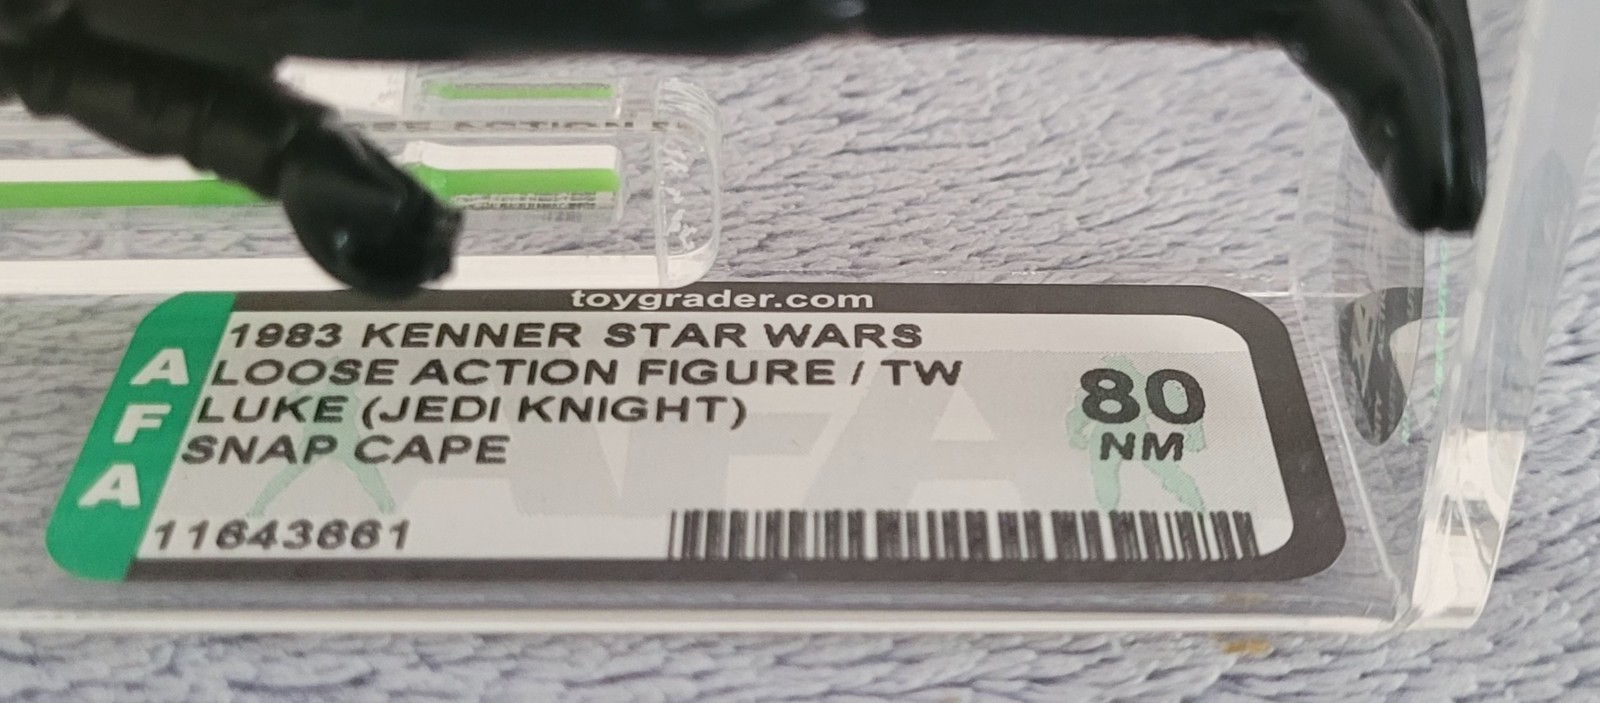 toygrader.com
AFA
1983 KENNER STAR WARS
LOOSE ACTION FIGURE / TW
LUKE (JEDI KNIGHT)
SNAP CAPE
80
NM
11643661